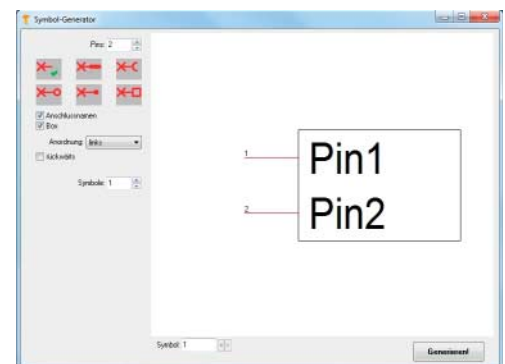 Symbol-Generator
Pins: 2
Anschlussnamen
Box
Anordnung: links
rückwärts
Symbole: 1
1 Pin1
2 Pin2
Symbol: 1
Generieren!